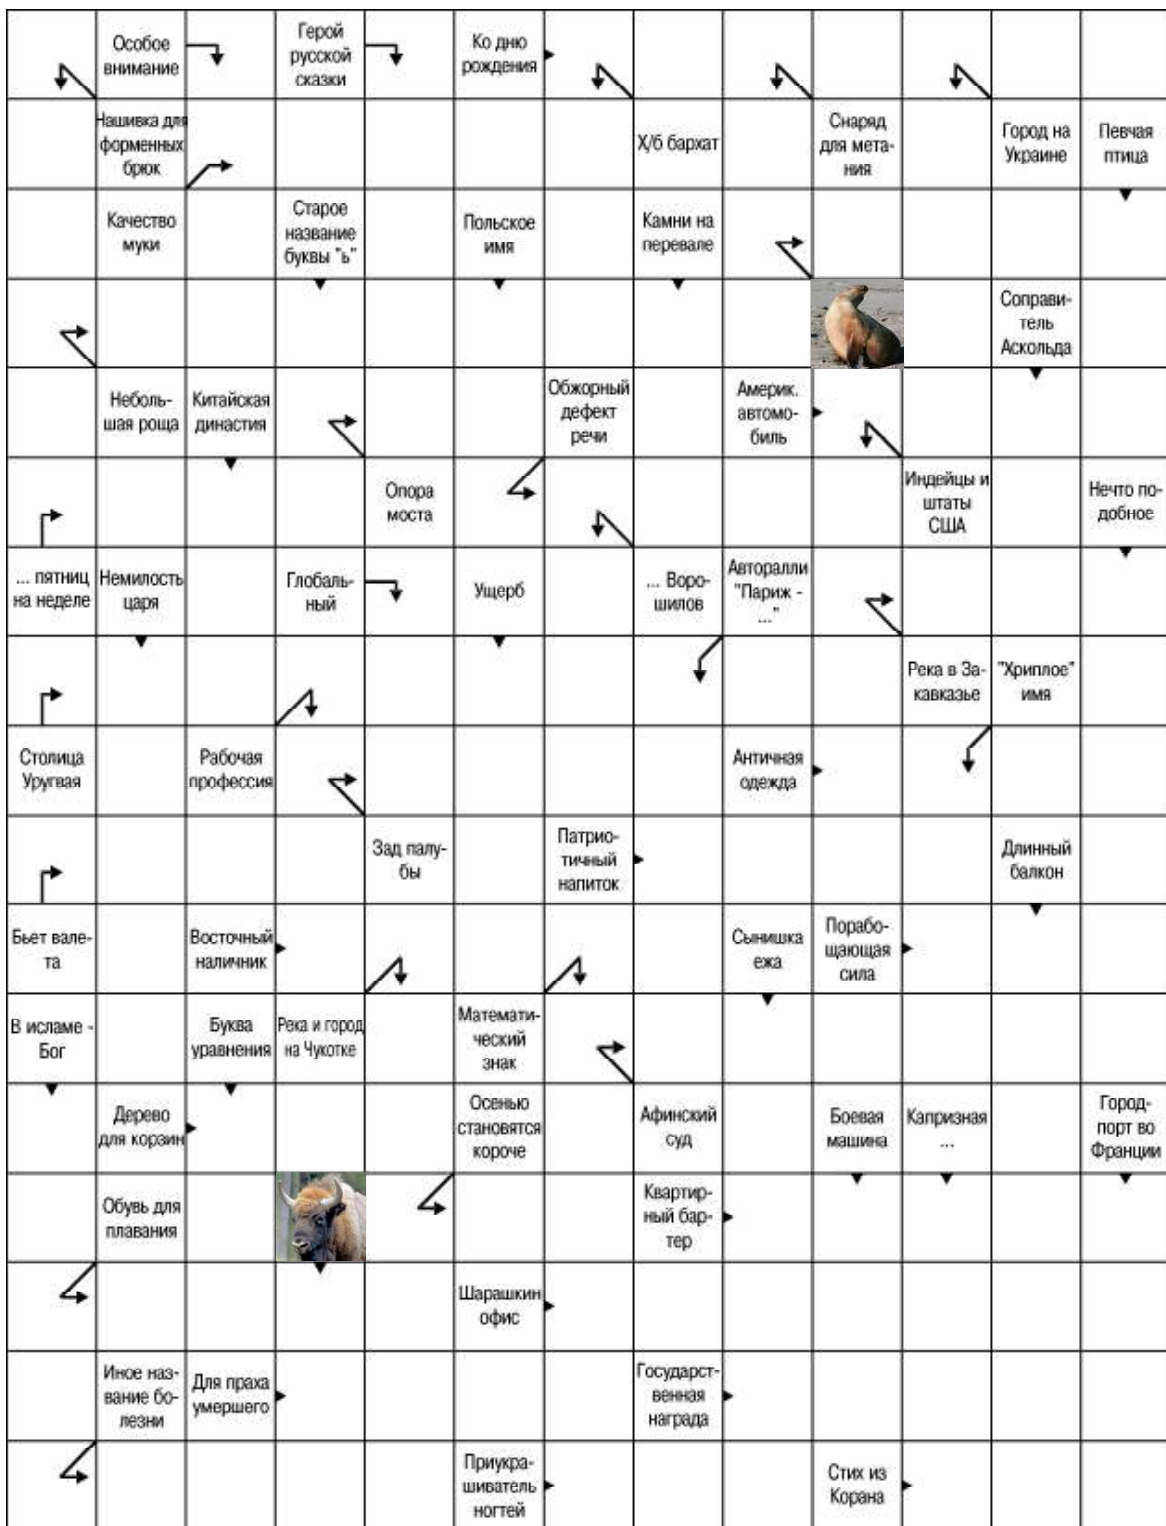 Особое
внимание
Герой
русской
сказки
Ко дню
рождения
Нашивка для
форменных
брюк
Х/б бархат
Снаряд
для мета-
ния
Город на
Украине
Певчая
птица
Качество
муки
Старое
название
буквы "ь"
Польское
имя
Камни на
перевале
Соправи-
тель
Аскольда
Неболь-
шая роща
Китайская
династия
Обжорный
дефект
речи
Америк.
автомо-
биль
Опора
моста
Индейцы и
штаты
США
Нечто по-
добное
... пятниц
на неделе
Немилость
царя
Глобаль-
ный
Ущерб
... Воро-
шилов
Авторалли
"Париж -
..."
Река в За-
кавказье
"Хриплое"
имя
Столица
Уругвая
Рабочая
профессия
Античная
одежда
Зад палу-
бы
Патрио-
тичный
напиток
Длинный
балкон
Бьет вале-
та
Восточный
наличник
Сынишка
ежа
Порабо-
щающая
сила
В исламе -
Бог
Буква
уравнения
Река и город
на Чукотке
Математи-
ческий
знак
Дерево
для корзин
Осенью
становятся
короче
Афинский
суд
Боевая
машина
Капризная
...
Город-
порт во
Франции
Обувь для
плавания
Квартир-
ный бар-
тер
Шарашкин
офис
Иное наз-
вание бо-
лезни
Для праха
умершего
Государст-
венная
награда
Приукра-
шиватель
ногтей
Стих из
Корана